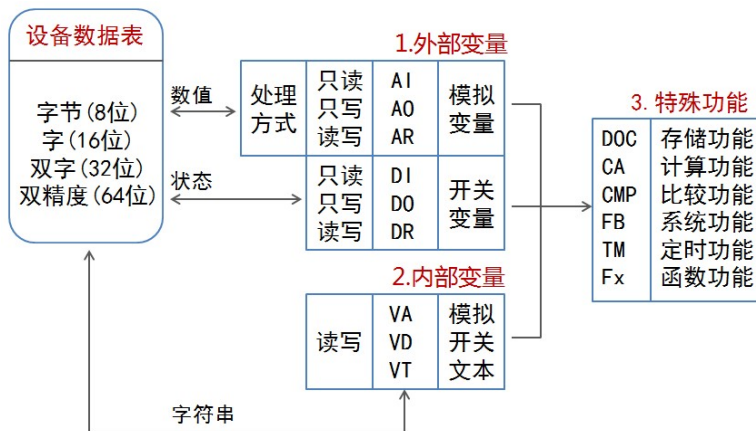 设备数据表
字节(8位)
字(16位)
双字(32位)
双精度(64位)
数值
状态
字符串
1.外部变量
处理方式
只读 AI
只写 AO
读写 AR
模拟变量
只读 DI
只写 DO
读写 DR
开关变量
2.内部变量
读写
VA 模拟
VD 开关
VT 文本
3. 特殊功能
DOC 存储功能
CA 计算功能
CMP 比较功能
FB 系统功能
TM 定时功能
Fx 函数功能